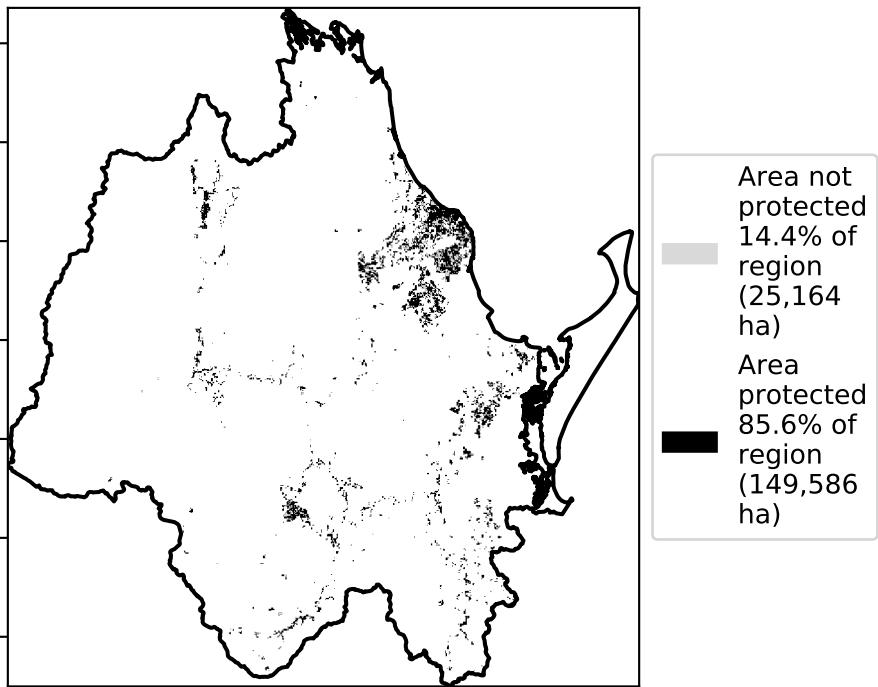 Area not
protected
14.4% of
region
(25,164
ha)
Area
protected
85.6% of
region
(149,586
ha)